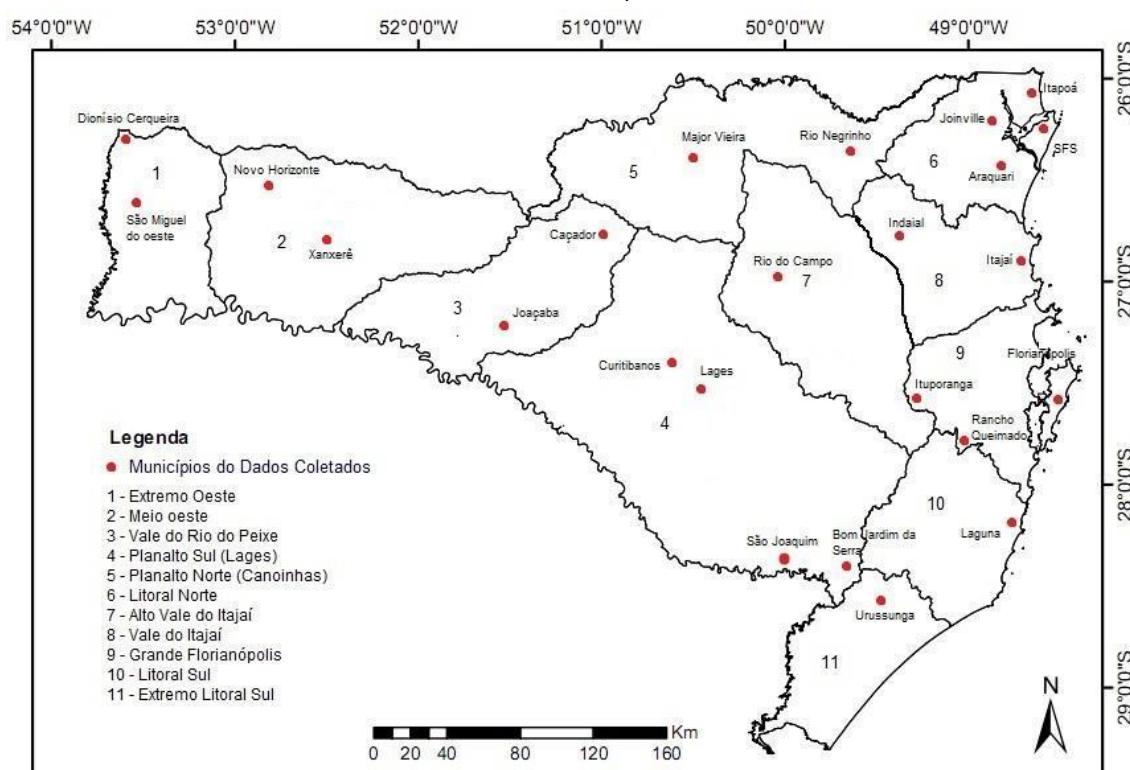 54°0'0"W 53°0'0"W 52°0'0"W 51°0'0"W 50°0'0"W 49°0'0"W
26°0'0"S
27°0'0"S
28°0'0"S
29°0'0"S
Itapoá
Dionísio Cerqueira
Joinville
Major Vieira
Rio Negrinho
SFS
1
Novo Horizonte
5
6
Araquari
São Miguel
do oeste
Indaial
Caçador
2
Xanxerê
Rio do Campo
Itajaí
7
8
3
Joaçaba
Curitibanos
Lages
9
Florianópolis
Ituporanga
4
Rancho
Queimado
10
São Joaquim
Bom Jardim da
Serra
Laguna
Urussunga
11
Legenda
Municípios do Dados Coletados
1 - Extremo Oeste
2 - Meio oeste
3 - Vale do Rio do Peixe
4 - Planalto Sul (Lages)
5 - Planalto Norte (Canoinhas)
6 - Litoral Norte
7 - Alto Vale do Itajaí
8 - Vale do Itajaí
9 - Grande Florianópolis
10 - Litoral Sul
11 - Extremo Litoral Sul
Km
0 20 40 80 120 160
N